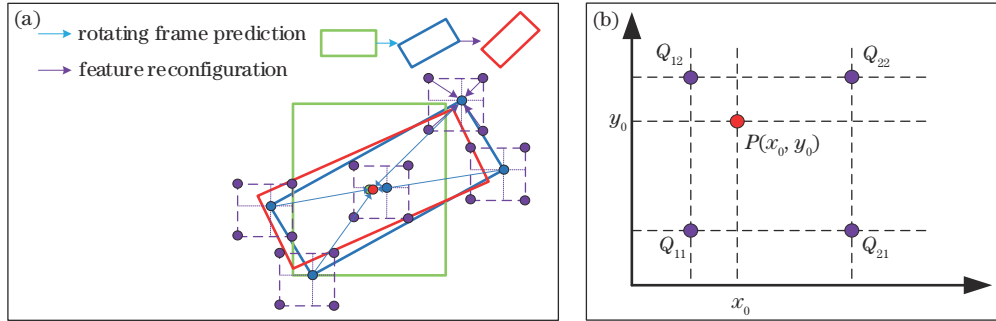 (a)
rotating frame prediction
feature reconfiguration
(b)
Q12
Q22
y0
P(x0, y0)
Q11
Q21
x0